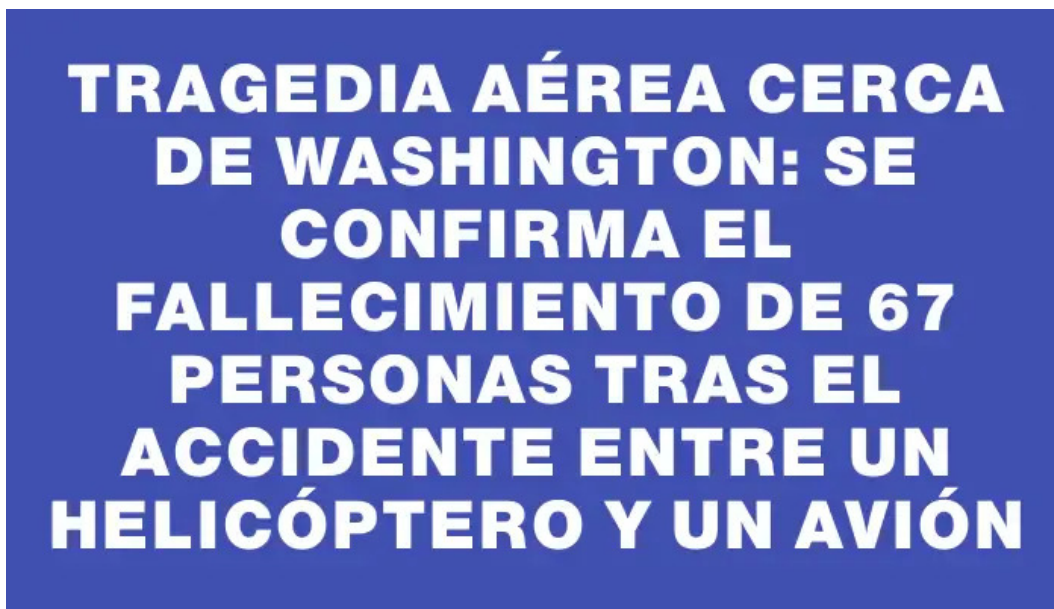 TRAGEDIA AÉREA CERCA
DE WASHINGTON: SE
CONFIRMA EL
FALLECIMIENTO DE 67
PERSONAS TRAS EL
ACCIDENTE ENTRE UN
HELICÓPTERO Y UN AVIÓN